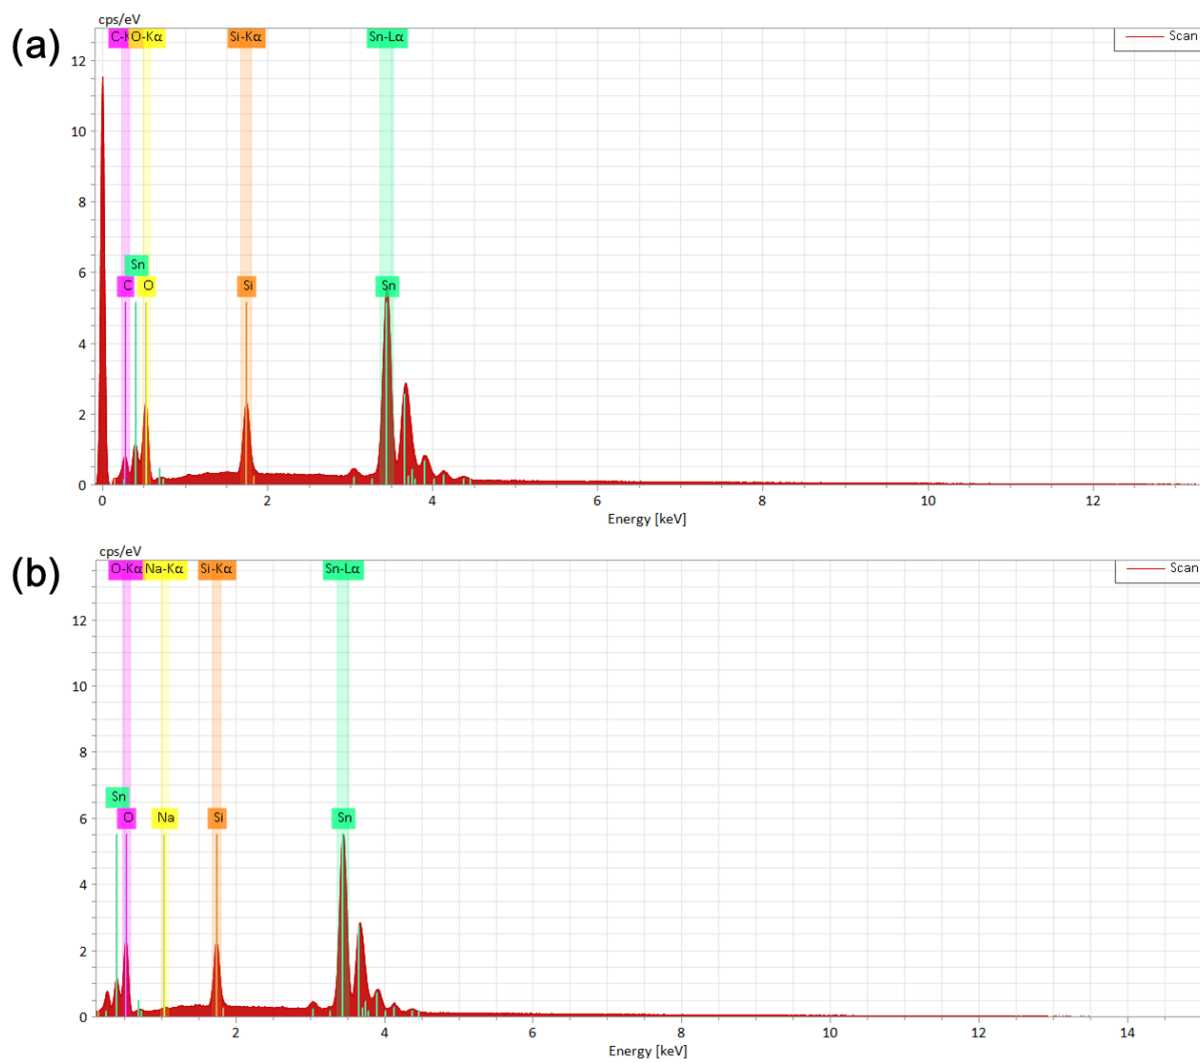 (a)
cps/eV
C-K O-Kα Si-Kα Sn-Lα
Scan
12
10
8
6
4
2
0
Sn
C O Si Sn
0 2 4 6 8 10 12
Energy [keV]
(b)
cps/eV
O-Kα Na-Kα Si-Kα Sn-Lα
Scan
12
10
8
6
4
2
0
Sn
O Na Si Sn
2 4 6 8 10 12 14
Energy [keV]